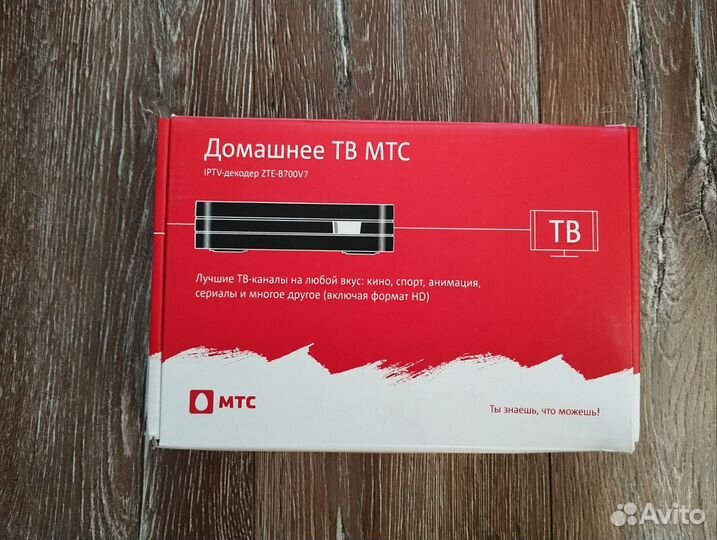 Домашнее ТВ МТС
IPTV-декодер ZTE-B700V7
ТВ
Лучшие ТВ-каналы на любой вкус: кино, спорт, анимация,
сериалы и многое другое (включая формат HD)
МТС
Ты знаешь, что можешь!
Avito